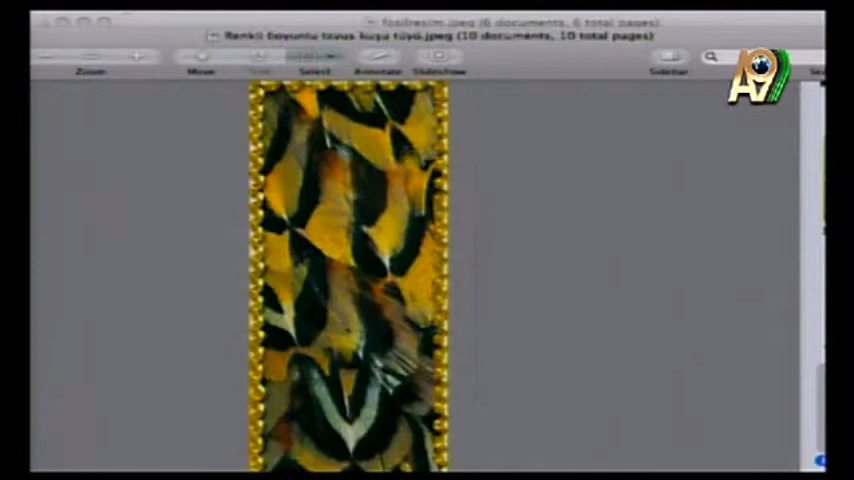 fosilresim.jpeg (6 documents, 6 total pages)
Renkli boyunlu tavus kuşu tüyü.jpeg (10 documents, 10 total pages)
Zoom Move Select Annotate Slideshow Sidebar
A9